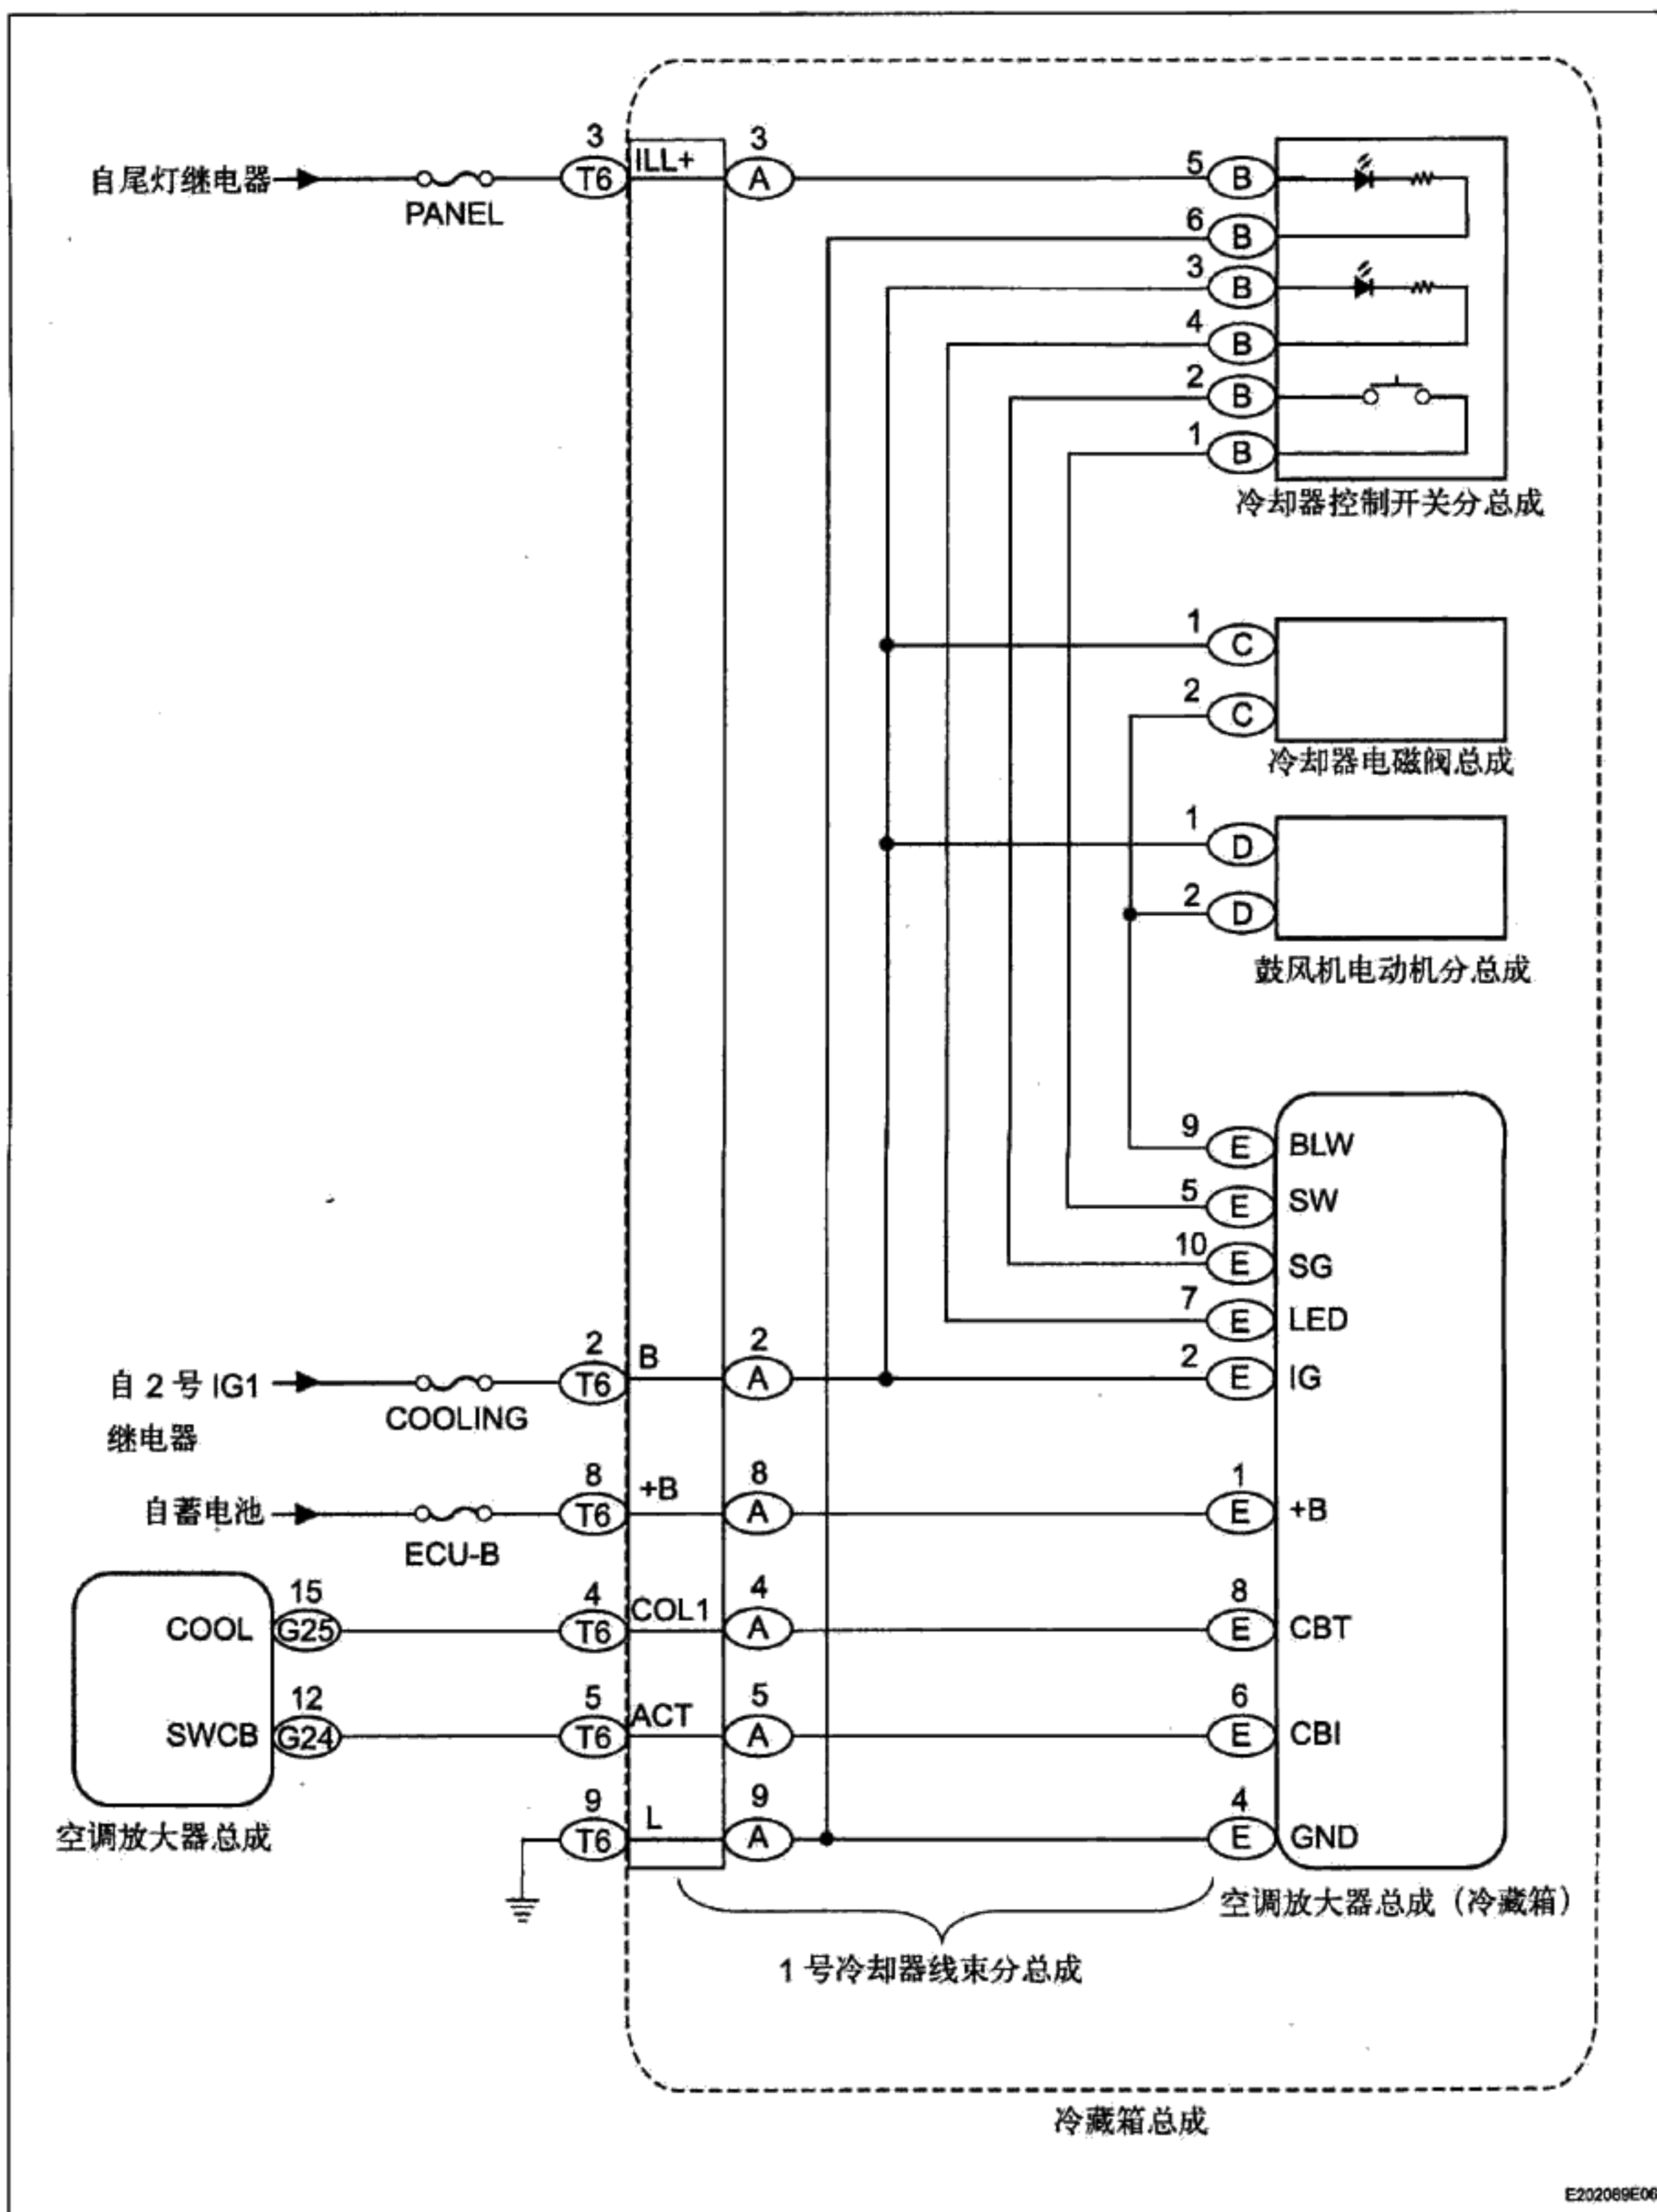 3
ILL+
3
自尾灯继电器
T6
A
5
B
PANEL
6
B
3
B
4
B
2
B
1
B
冷却器控制开关分总成
1
C
2
C
冷却器电磁阀总成
1
D
2
D
鼓风机电动机分总成
9
E
BLW
5
E
SW
10
E
SG
7
E
LED
自 2 号 IG1
继电器
COOLING
2
T6
B
2
A
2
E
IG
自蓄电池
ECU-B
8
T6
+B
8
A
1
E
+B
COOL
15
G25
4
T6
COL1
4
A
8
E
CBT
SWCB
12
G24
5
T6
ACT
5
A
6
E
CBI
空调放大器总成
9
T6
L
9
A
4
E
GND
空调放大器总成（冷藏箱）
1 号冷却器线束分总成
冷藏箱总成
E202089E06